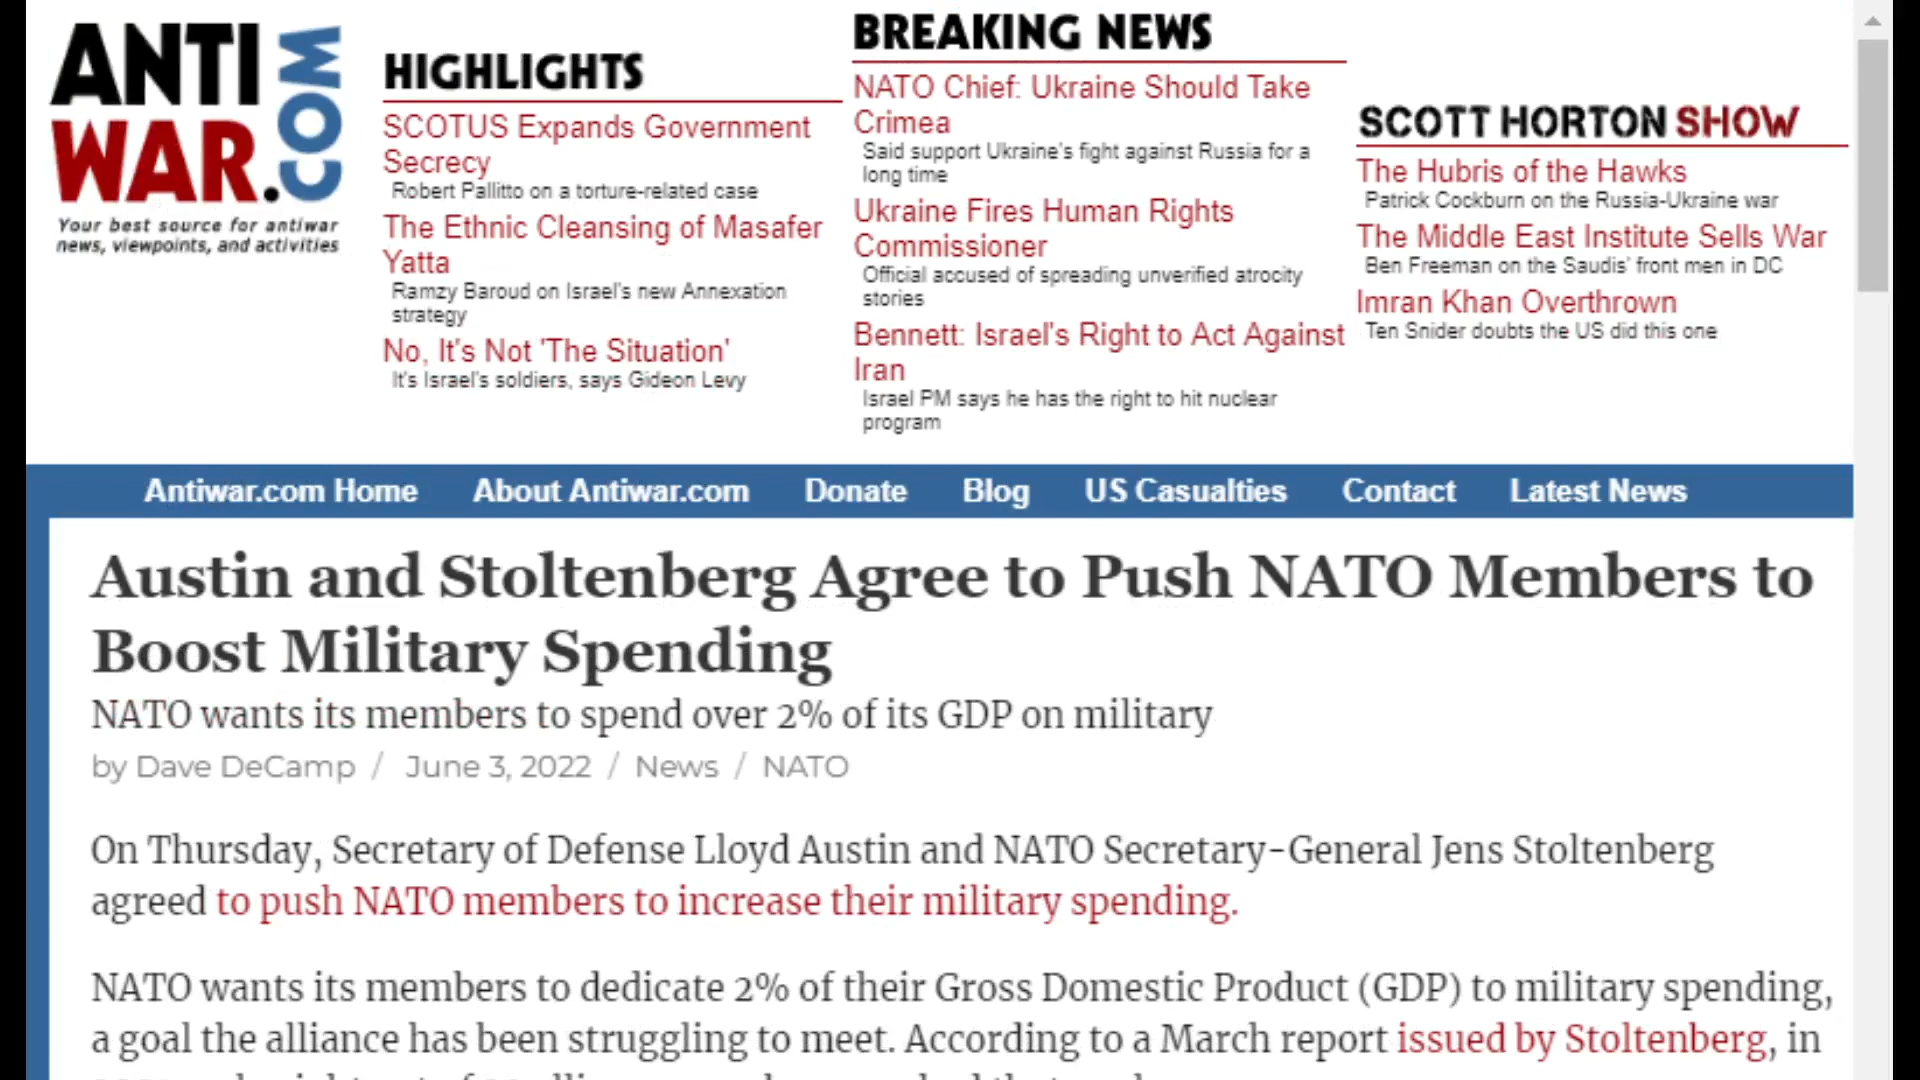 ANTI
WAR.COM
Your best source for antiwar
news, viewpoints, and activities
HIGHLIGHTS
SCOTUS Expands Government
Secrecy
Robert Pallitto on a torture-related case
The Ethnic Cleansing of Masafer
Yatta
Ramzy Baroud on Israel's new Annexation
strategy
No, It's Not 'The Situation'
It's Israel's soldiers, says Gideon Levy
BREAKING NEWS
NATO Chief: Ukraine Should Take
Crimea
Said support Ukraine's fight against Russia for a
long time
Ukraine Fires Human Rights
Commissioner
Official accused of spreading unverified atrocity
stories
Bennett: Israel's Right to Act Against
Iran
Israel PM says he has the right to hit nuclear
program
SCOTT HORTON SHOW
The Hubris of the Hawks
Patrick Cockburn on the Russia-Ukraine war
The Middle East Institute Sells War
Ben Freeman on the Saudis' front men in DC
Imran Khan Overthrown
Ten Snider doubts the US did this one
Antiwar.com Home About Antiwar.com Donate Blog US Casualties Contact Latest News
Austin and Stoltenberg Agree to Push NATO Members to
Boost Military Spending
NATO wants its members to spend over 2% of its GDP on military
by Dave DeCamp / June 3, 2022 / News / NATO
On Thursday, Secretary of Defense Lloyd Austin and NATO Secretary-General Jens Stoltenberg
agreed to push NATO members to increase their military spending.
NATO wants its members to dedicate 2% of their Gross Domestic Product (GDP) to military spending,
a goal the alliance has been struggling to meet. According to a March report issued by Stoltenberg, in